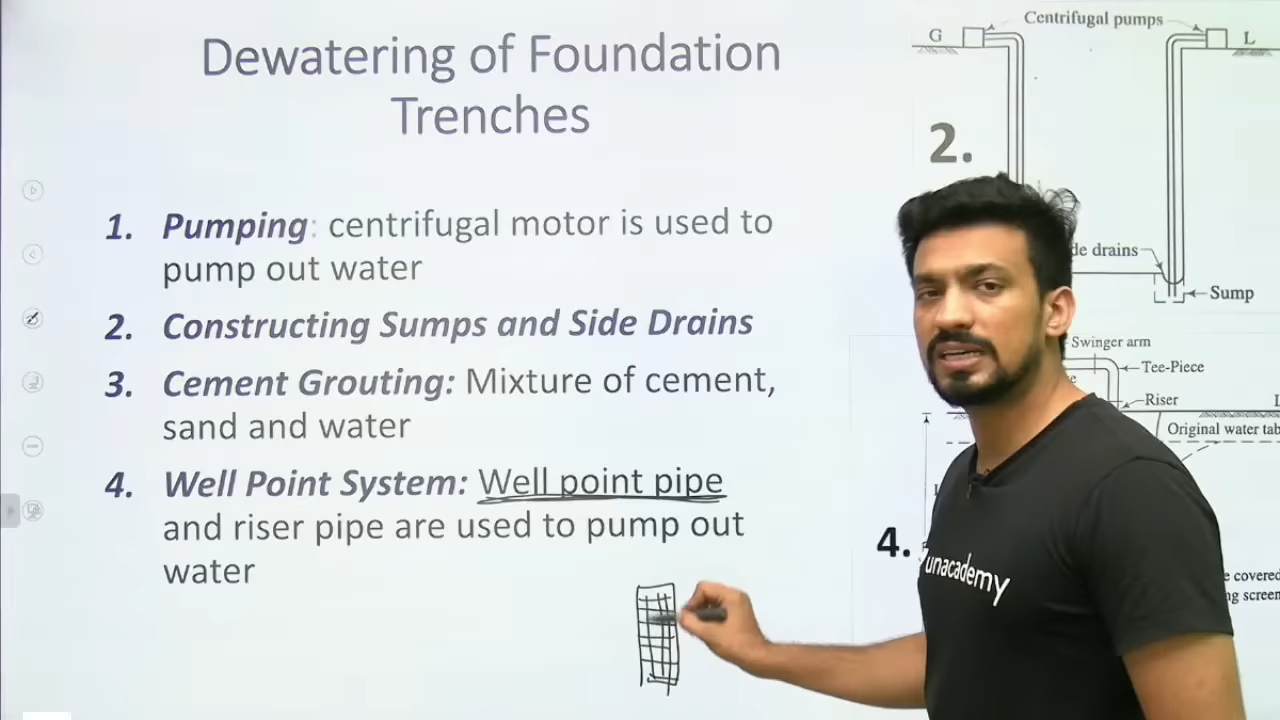 Dewatering of Foundation
Trenches
1. Pumping: centrifugal motor is used to
pump out water
2. Constructing Sumps and Side Drains
3. Cement Grouting: Mixture of cement,
sand and water
4. Well Point System: Well point pipe
and riser pipe are used to pump out
water
Centrifugal pumps
G
L
2.
de drains
Sump
Swinger arm
Tee-Piece
Riser
Original water tab
4.
e covered
ng screen
unacademy